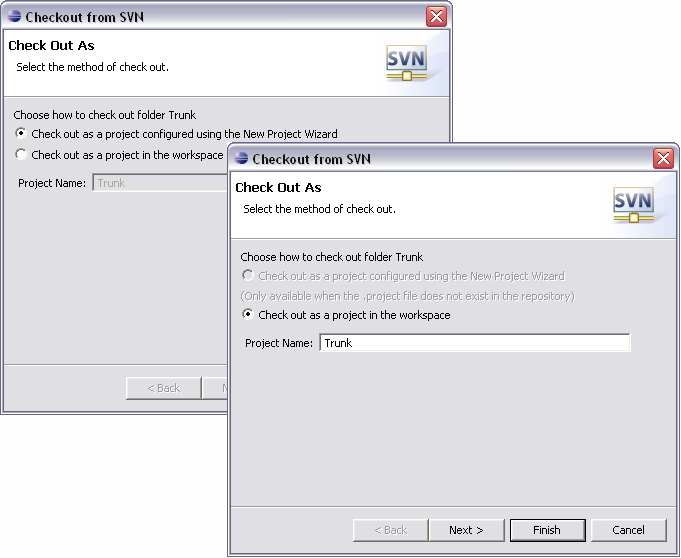 Checkout from SVN
Check Out As
Select the method of check out.
SVN
Choose how to check out folder Trunk
Check out as a project configured using the New Project Wizard
Check out as a project in the workspace
Project Name: Trunk
< Back
Checkout from SVN
Check Out As
Select the method of check out.
SVN
Choose how to check out folder Trunk
Check out as a project configured using the New Project Wizard
(Only available when the .project file does not exist in the repository)
Check out as a project in the workspace
Project Name: Trunk
< Back Next > Finish Cancel